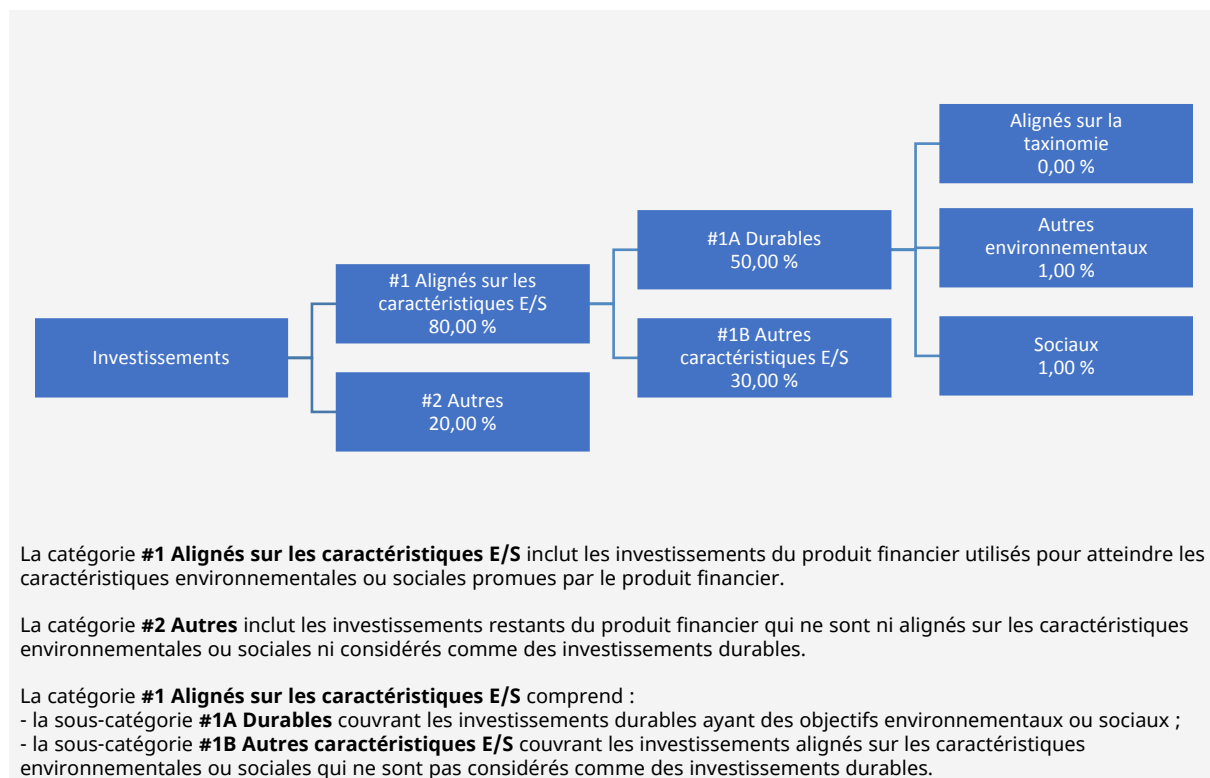 Investissements
#1 Alignés sur les
caractéristiques E/S
80,00 %
#2 Autres
20,00 %
#1A Durables
50,00 %
#1B Autres
caractéristiques E/S
30,00 %
Alignés sur la
taxinomie
0,00 %
Autres
environnementaux
1,00 %
Sociaux
1,00 %
La catégorie #1 Alignés sur les caractéristiques E/S inclut les investissements du produit financier utilisés pour atteindre les
caractéristiques environnementales ou sociales promues par le produit financier.
La catégorie #2 Autres inclut les investissements restants du produit financier qui ne sont ni alignés sur les caractéristiques
environnementales ou sociales ni considérés comme des investissements durables.
La catégorie #1 Alignés sur les caractéristiques E/S comprend :
- la sous-catégorie #1A Durables couvrant les investissements durables ayant des objectifs environnementaux ou sociaux ;
- la sous-catégorie #1B Autres caractéristiques E/S couvrant les investissements alignés sur les caractéristiques
environnementales ou sociales qui ne sont pas considérés comme des investissements durables.